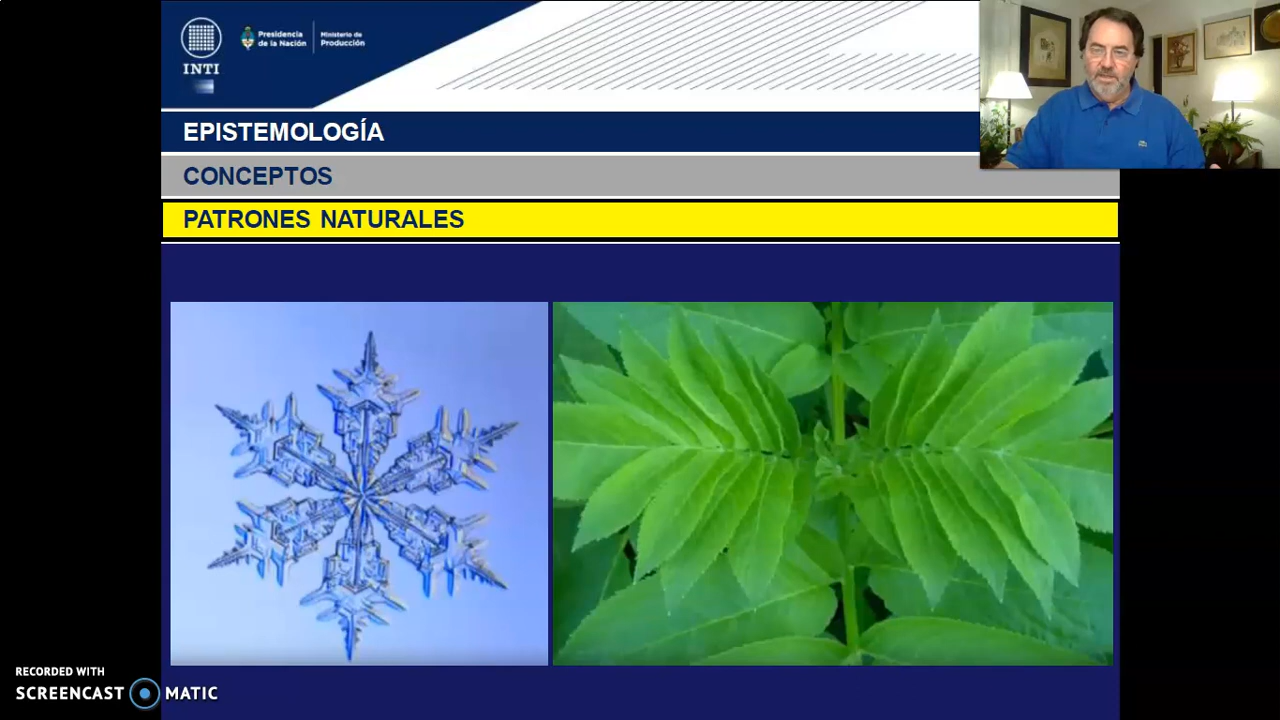 INTI
Presidencia
de la Nación
Ministerio de
Producción
EPISTEMOLOGÍA
CONCEPTOS
PATRONES NATURALES
RECORDED WITH
SCREENCAST MATIC